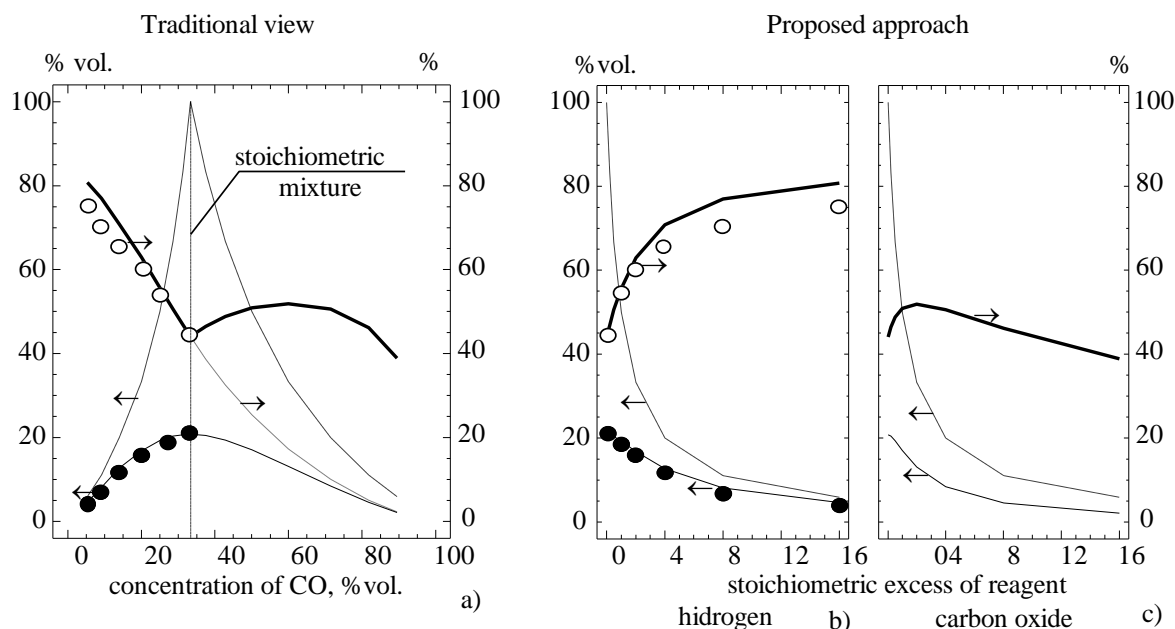 Traditional view
Proposed approach
% vol.
%
% vol.
%
100
80
60
40
20
0
100
80
60
40
20
0
stoichiometric
mixture
0 20 40 60 80 100
concentration of CO, % vol.
a)
100
80
60
40
20
0
0 4 8 12 16
100
80
60
40
20
0
04 8 12 16
stoichiometric excess of reagent
hidrogen
b)
carbon oxide
c)